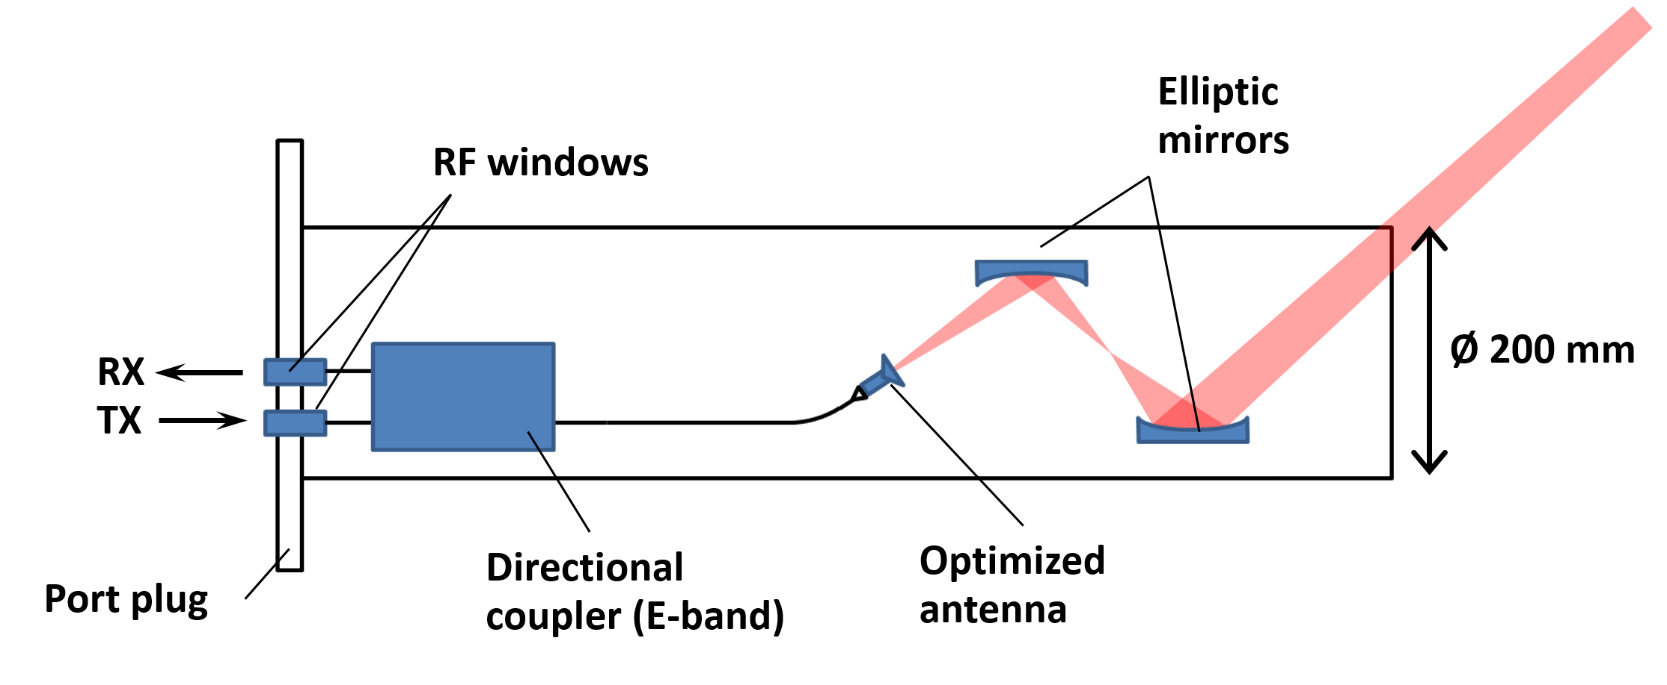 Elliptic
mirrors
RF windows
RX
TX
Ø 200 mm
Directional
coupler (E-band)
Optimized
antenna
Port plug